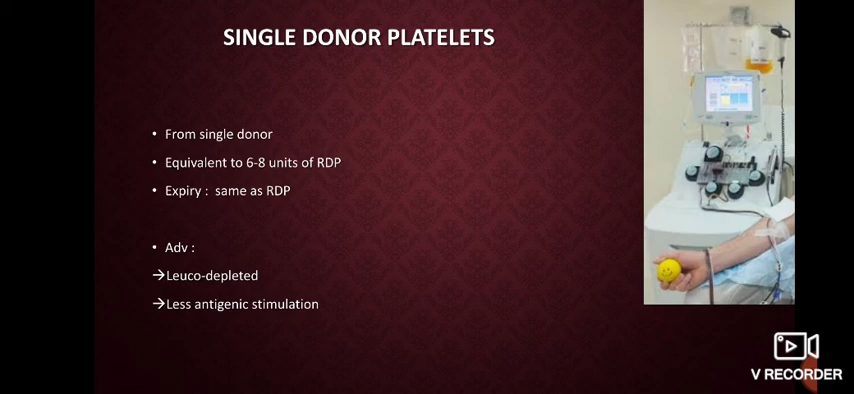 SINGLE DONOR PLATELETS
• From single donor
• Equivalent to 6-8 units of RDP
• Expiry : same as RDP
• Adv :
→Leuco-depleted
→Less antigenic stimulation
V RECORDER